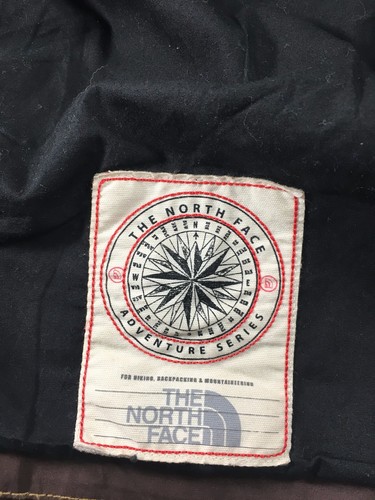 THE NORTH FACE
N
E
W
ADVENTURE SERIES
FOR HIKING, BACKPACKING & MOUNTAINEERING
THE
NORTH
FACE